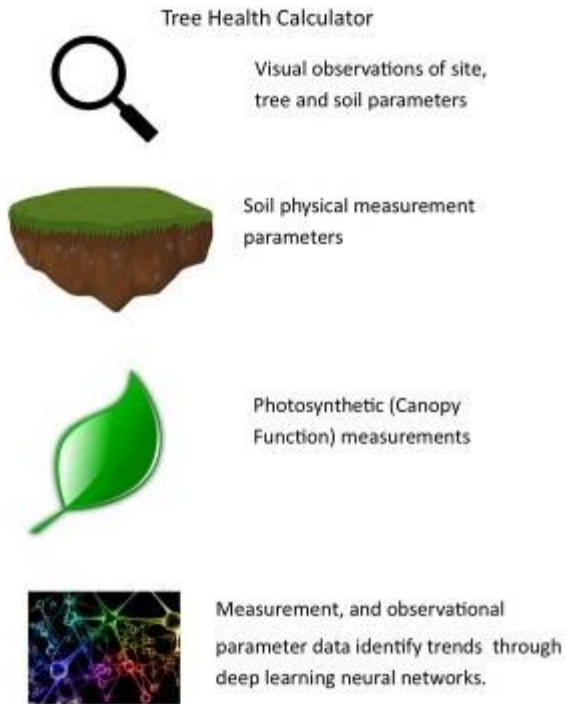 Tree Health Calculator
Visual observations of site,
tree and soil parameters
Soil physical measurement
parameters
Photosynthetic (Canopy
Function) measurements
Measurement, and observational
parameter data identify trends through
deep learning neural networks.